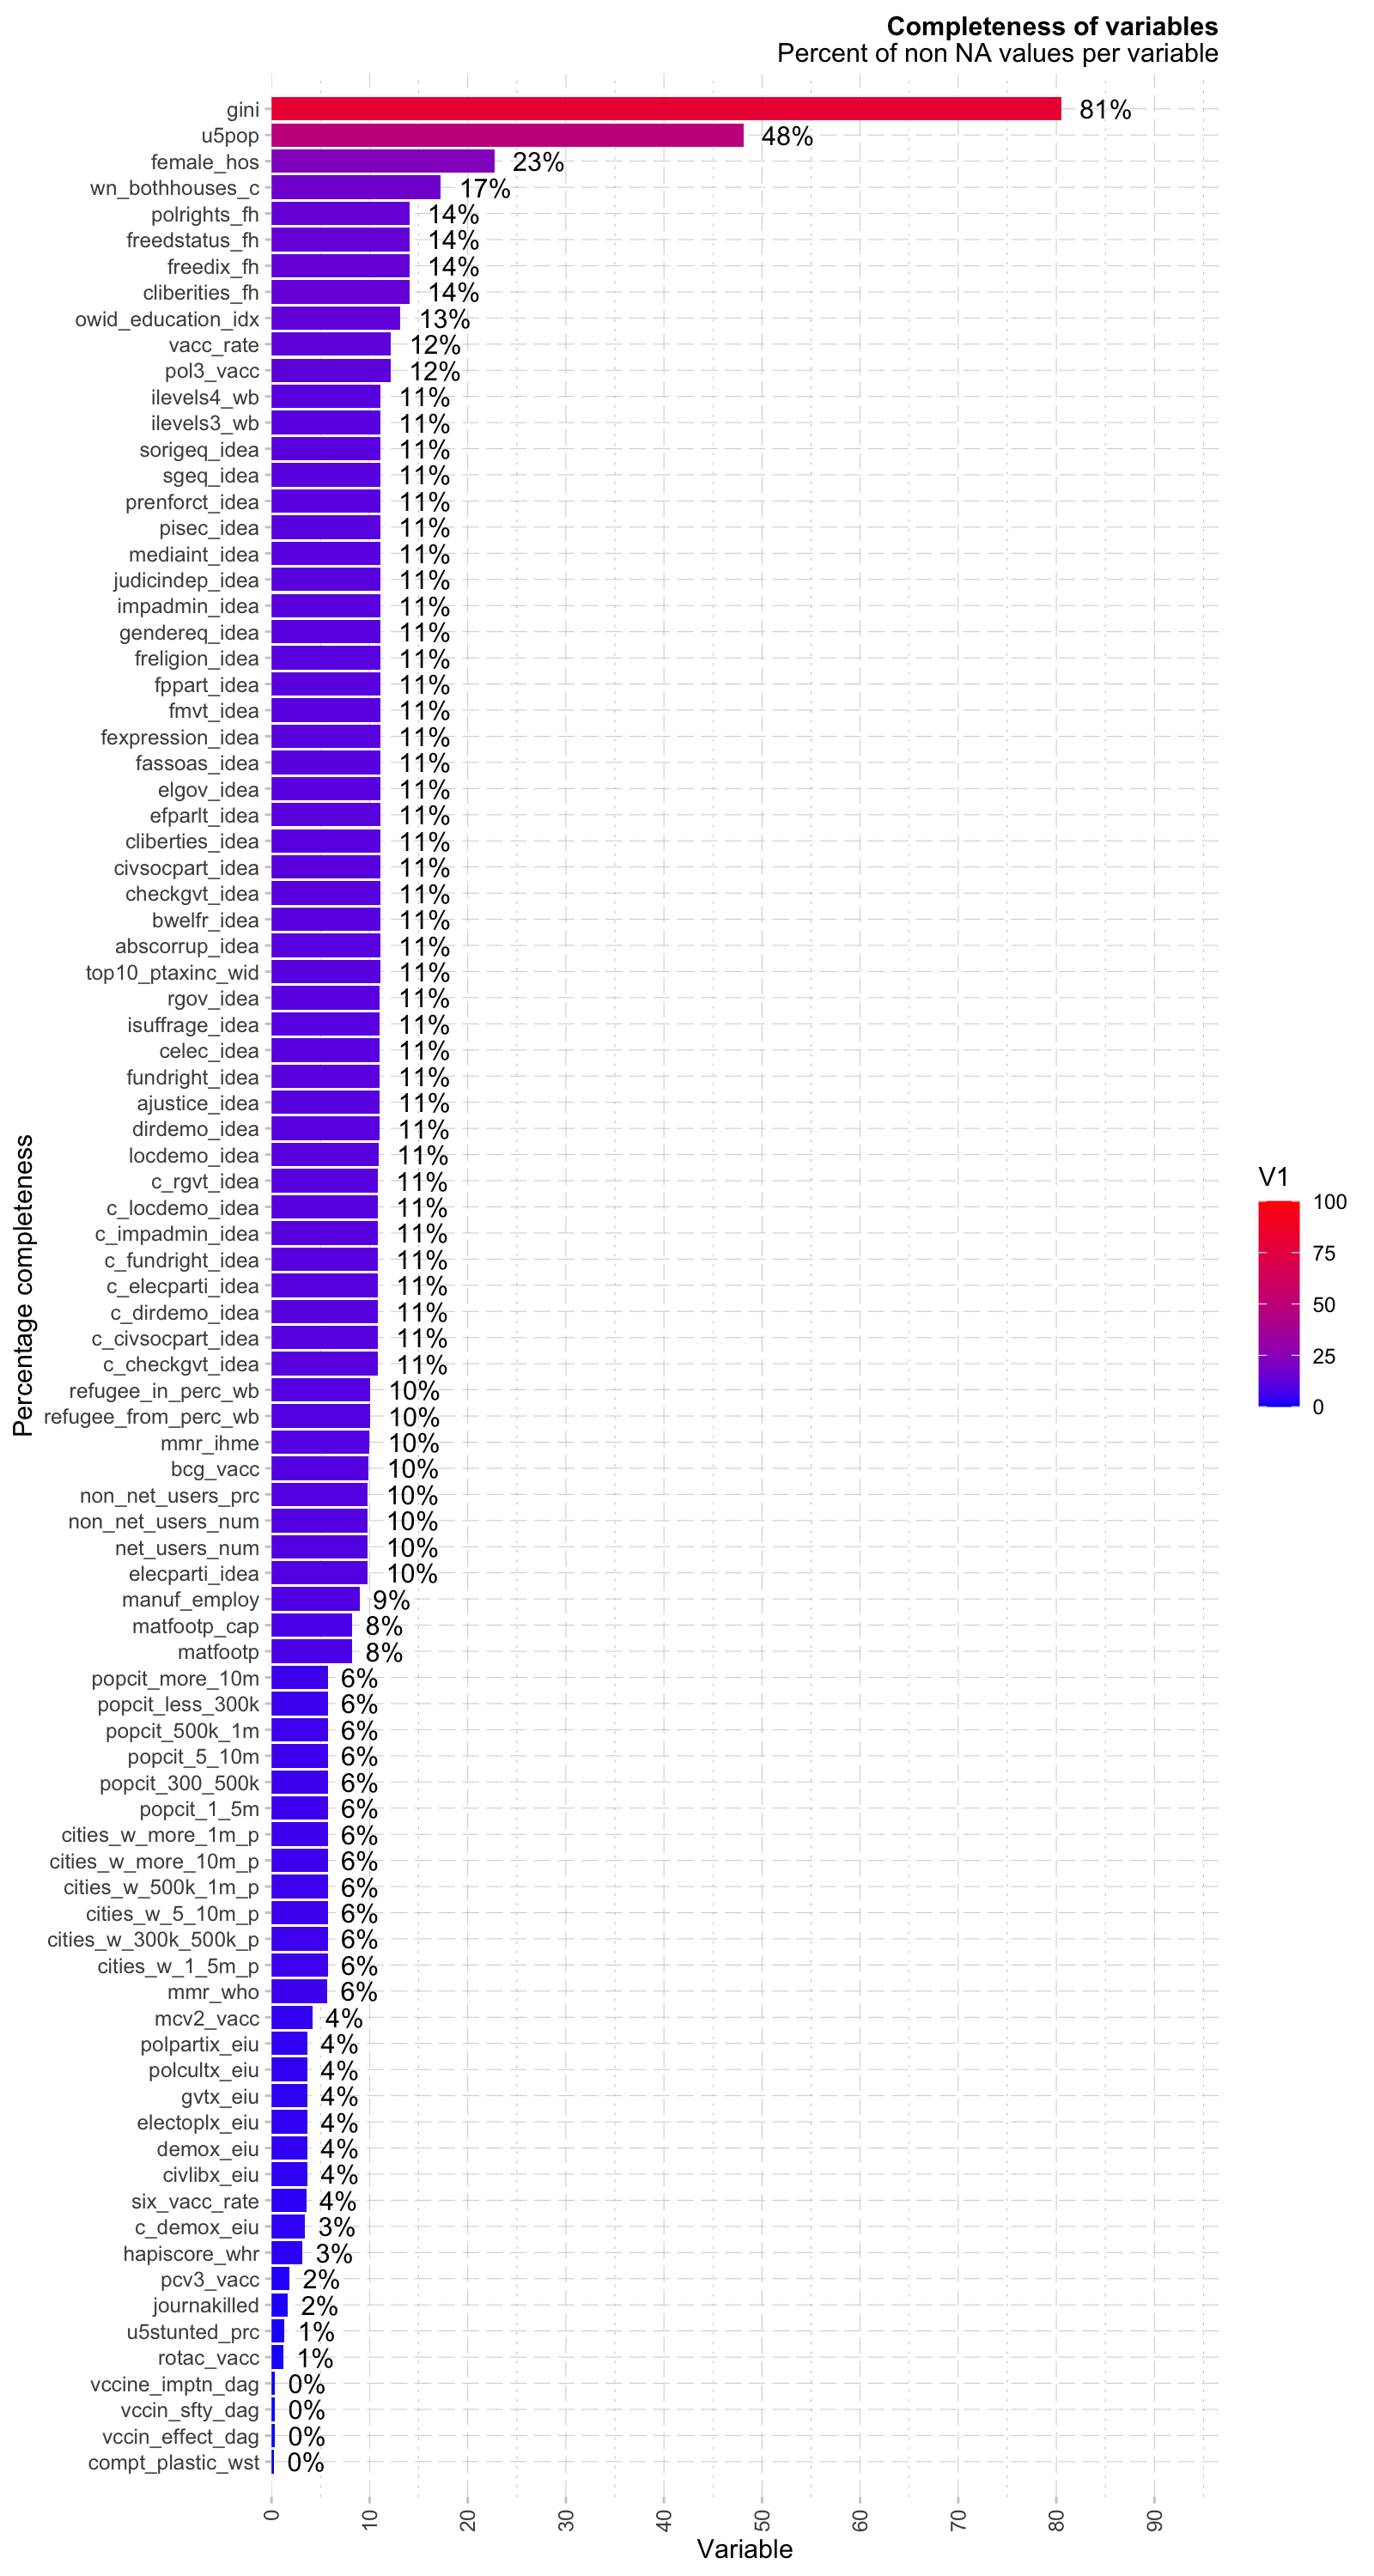 Completeness of variables
Percent of non NA values per variable
gini 81%
u5pop 48%
female_hos 23%
wn_bothhouses_c 17%
polrights_fh 14%
freedstatus_fh 14%
freedix_fh 14%
cliberities_fh 14%
owid_education_idx 13%
vacc_rate 12%
pol3_vacc 12%
ilevels4_wb 11%
ilevels3_wb 11%
sorigeq_idea 11%
sgeq_idea 11%
prenforct_idea 11%
pisec_idea 11%
mediaint_idea 11%
judicindep_idea 11%
impadmin_idea 11%
gendereq_idea 11%
freligion_idea 11%
fppart_idea 11%
fmvt_idea 11%
fexpression_idea 11%
fassoas_idea 11%
elgov_idea 11%
efparlt_idea 11%
cliberties_idea 11%
civsocpart_idea 11%
checkgvt_idea 11%
bwelfr_idea 11%
abscorrup_idea 11%
top10_ptaxinc_wid 11%
rgov_idea 11%
isuffrage_idea 11%
celec_idea 11%
fundright_idea 11%
ajustice_idea 11%
dirdemo_idea 11%
locdemo_idea 11%
c_rgvt_idea 11%
c_locdemo_idea 11%
c_impadmin_idea 11%
c_fundright_idea 11%
c_elecparti_idea 11%
c_dirdemo_idea 11%
c_civsocpart_idea 11%
c_checkgvt_idea 11%
refugee_in_perc_wb 10%
refugee_from_perc_wb 10%
mmr_ihme 10%
bcg_vacc 10%
non_net_users_prc 10%
non_net_users_num 10%
net_users_num 10%
elecparti_idea 10%
manuf_employ 9%
matfootp_cap 8%
matfootp 8%
popcit_more_10m 6%
popcit_less_300k 6%
popcit_500k_1m 6%
popcit_5_10m 6%
popcit_300_500k 6%
popcit_1_5m 6%
cities_w_more_1m_p 6%
cities_w_more_10m_p 6%
cities_w_500k_1m_p 6%
cities_w_5_10m_p 6%
cities_w_300k_500k_p 6%
cities_w_1_5m_p 6%
mmr_who 6%
mcv2_vacc 4%
polpartix_eiu 4%
polcultx_eiu 4%
gvtx_eiu 4%
electoplx_eiu 4%
demox_eiu 4%
civlibx_eiu 4%
six_vacc_rate 4%
c_demox_eiu 3%
hapiscore_whr 3%
pcv3_vacc 2%
journakilled 2%
u5stunted_prc 1%
rotac_vacc 1%
vccine_imptn_dag 0%
vccin_sfty_dag 0%
vccin_effect_dag 0%
compt_plastic_wst 0%
0 10 20 30 40 50 60 70 80 90
Variable
Percentage completeness
V1
100
75
50
25
0